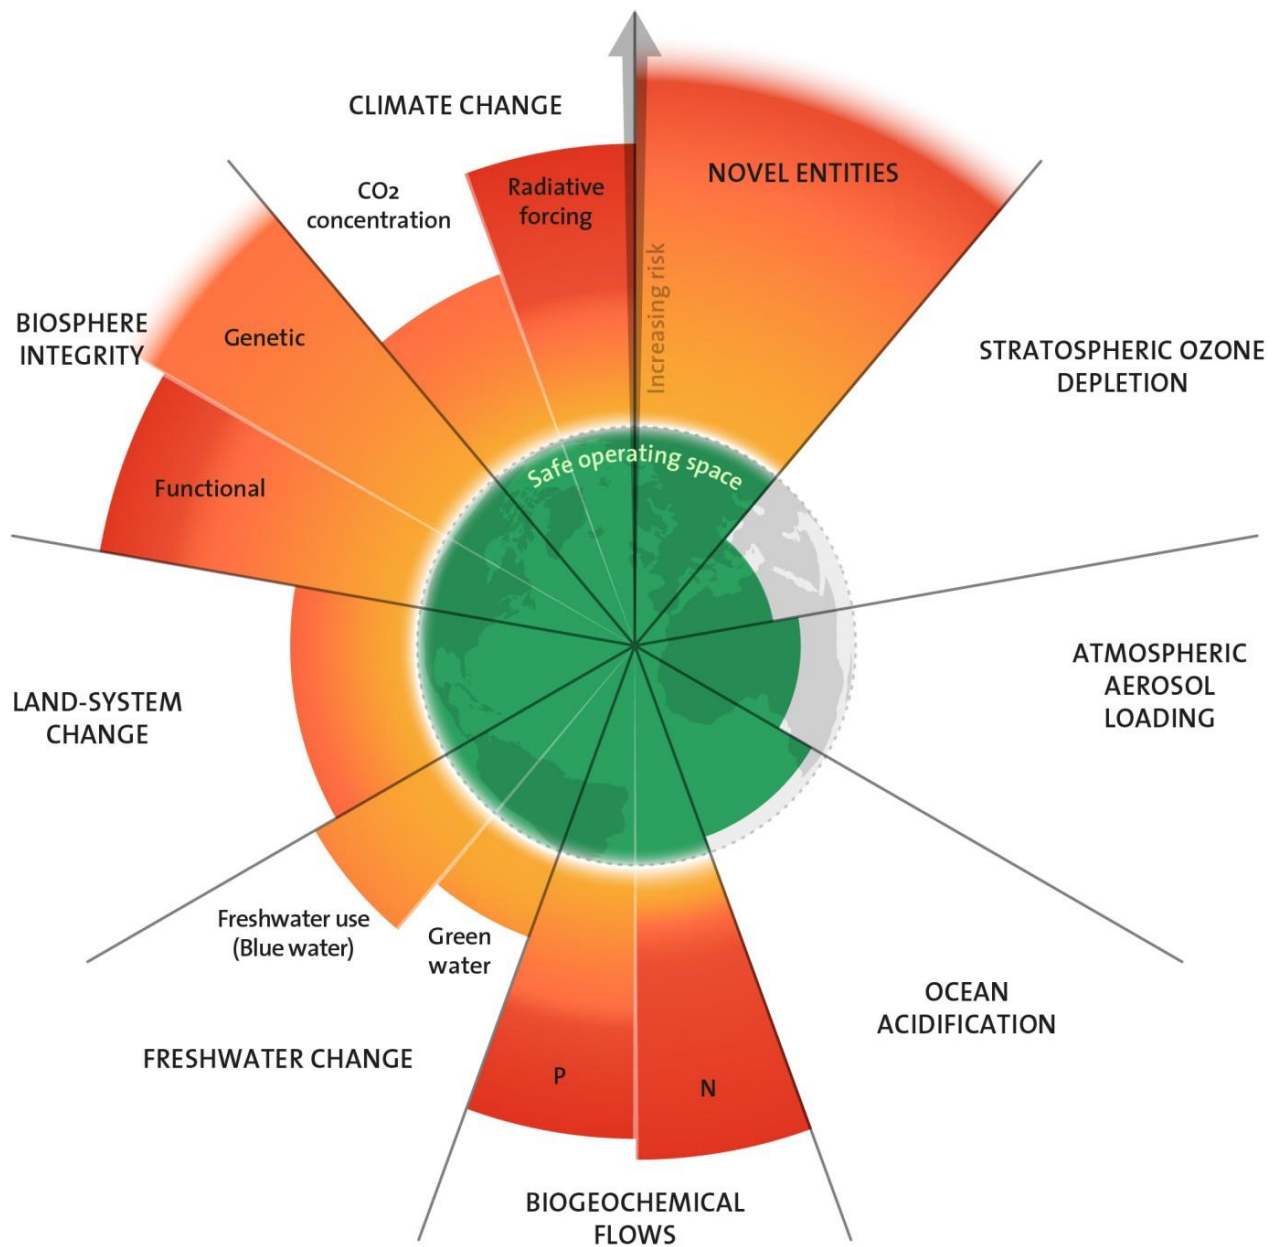 CLIMATE CHANGE
CO2
concentration
Radiative
forcing
NOVEL ENTITIES
Increasing risk
STRATOSPHERIC OZONE
DEPLETION
BIOSPHERE
INTEGRITY
Genetic
Functional
Safe operating space
ATMOSPHERIC
AEROSOL
LOADING
LAND-SYSTEM
CHANGE
Freshwater use
(Blue water)
Green
water
FRESHWATER CHANGE
P
N
OCEAN
ACIDIFICATION
BIOGEOCHEMICAL
FLOWS